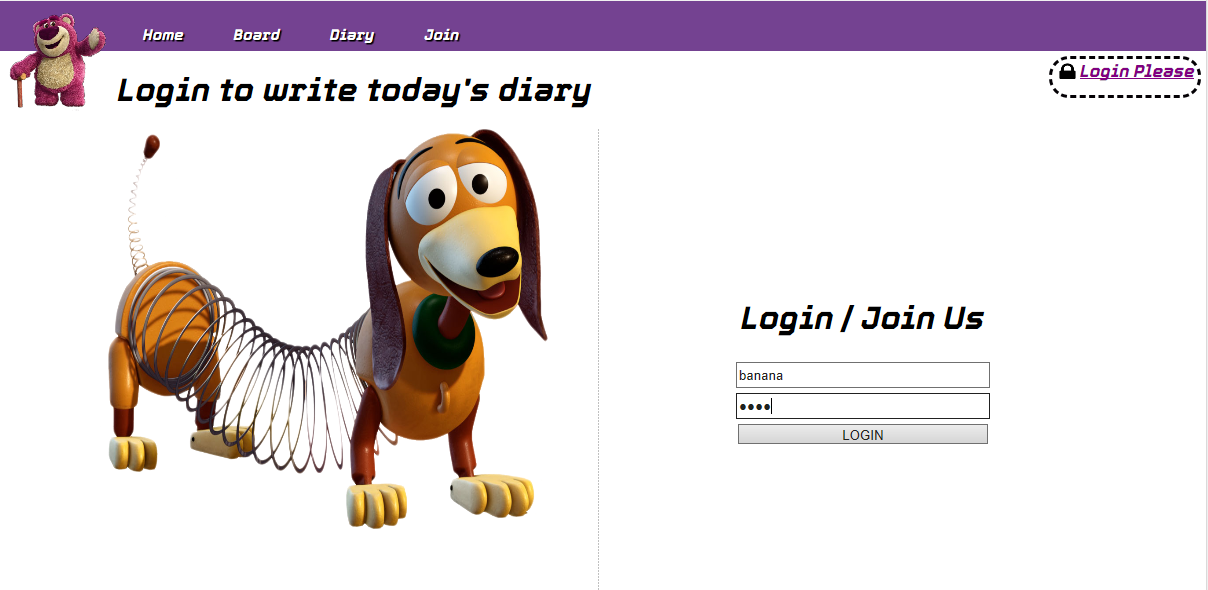 Home Board Diary Join
Login Please
Login to write today's diary
Login / Join Us
banana
••••
LOGIN